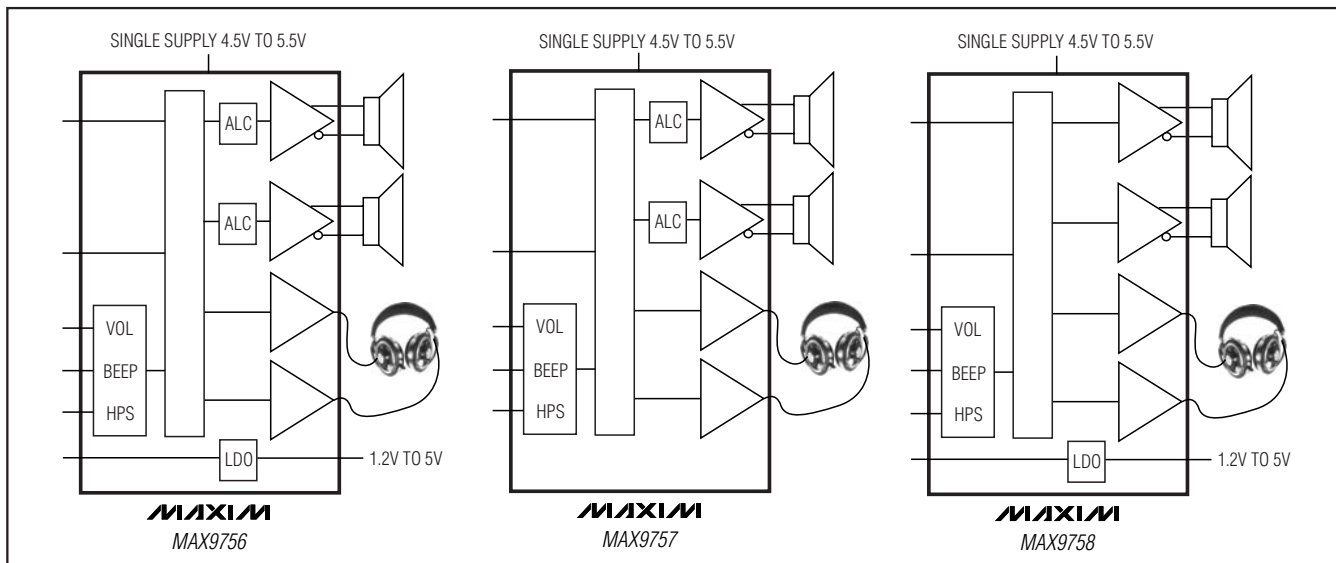 SINGLE SUPPLY 4.5V TO 5.5V
ALC
ALC
VOL
BEEP
HPS
LDO
1.2V TO 5V
MAXIM
MAX9756
SINGLE SUPPLY 4.5V TO 5.5V
ALC
ALC
VOL
BEEP
HPS
MAXIM
MAX9757
SINGLE SUPPLY 4.5V TO 5.5V
VOL
BEEP
HPS
LDO
1.2V TO 5V
MAXIM
MAX9758